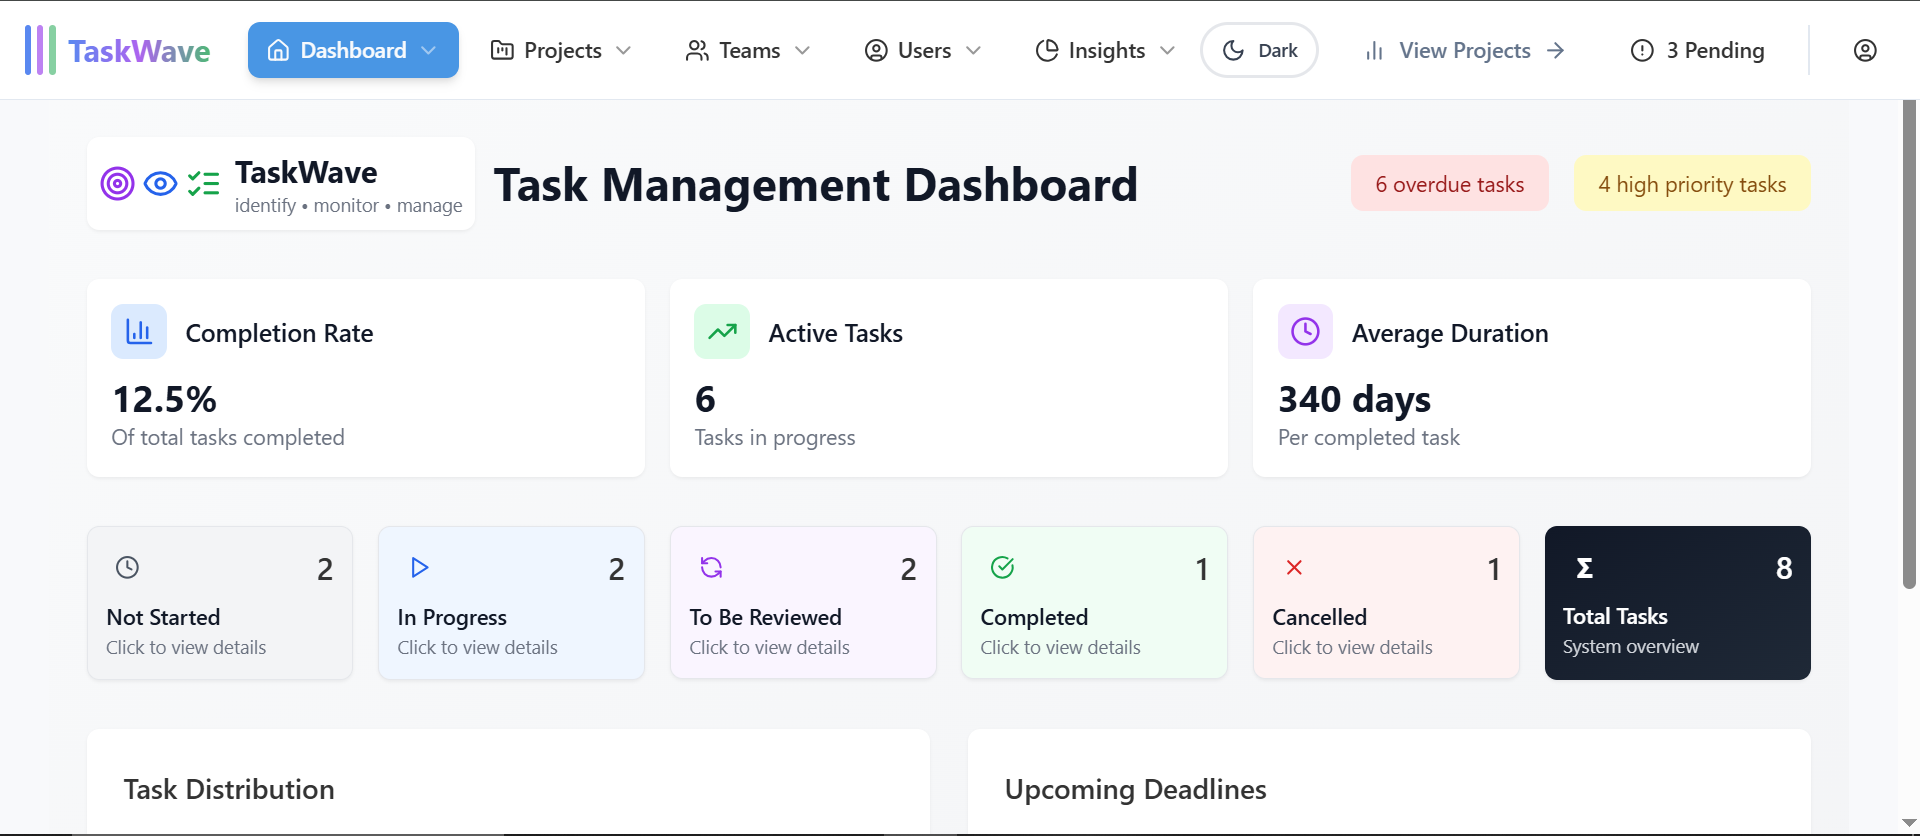 TaskWave Dashboard Projects Teams Users Insights Dark View Projects → 3 Pending
TaskWave
identify • monitor • manage
Task Management Dashboard
6 overdue tasks
4 high priority tasks
Completion Rate
12.5%
Of total tasks completed
Active Tasks
6
Tasks in progress
Average Duration
340 days
Per completed task
2
Not Started
Click to view details
2
In Progress
Click to view details
2
To Be Reviewed
Click to view details
1
Completed
Click to view details
1
Cancelled
Click to view details
Σ 8
Total Tasks
System overview
Task Distribution
Upcoming Deadlines